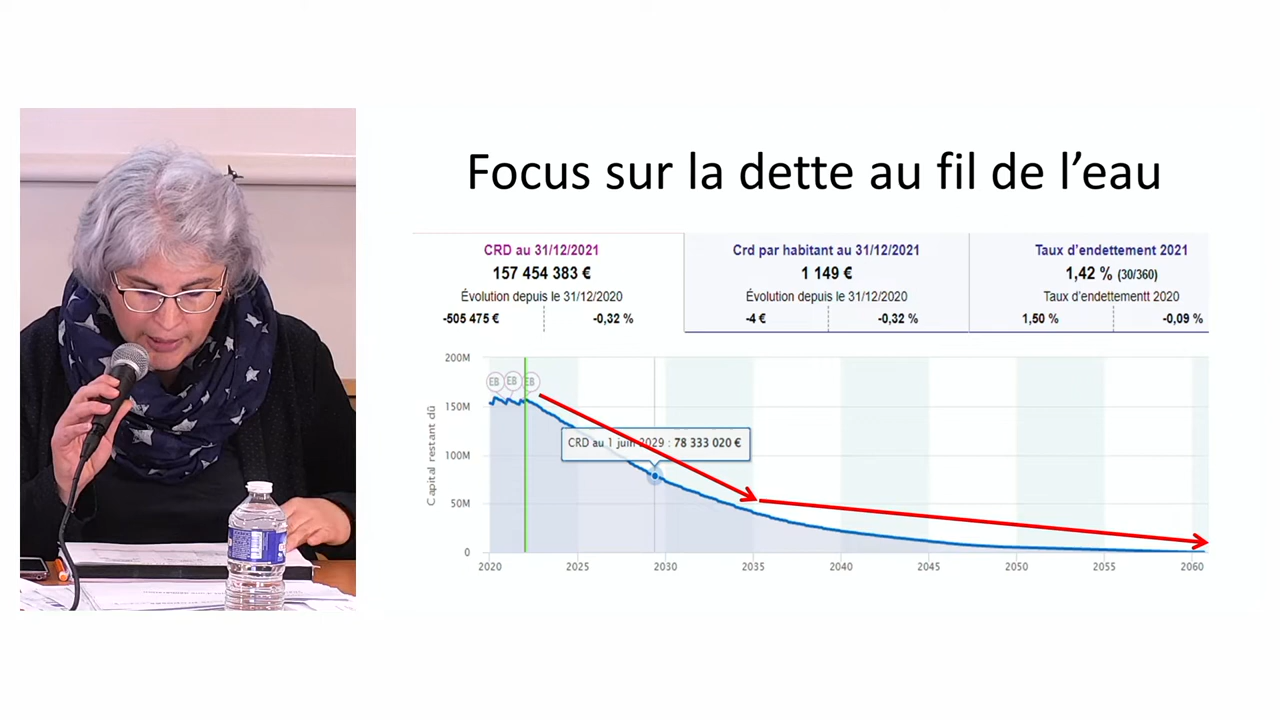 Focus sur la dette au fil de l’eau
CRD au 31/12/2021
157 454 383 €
Évolution depuis le 31/12/2020
-505 475 €
-0,32 %
Crd par habitant au 31/12/2021
1 149 €
Évolution depuis le 31/12/2020
-4 €
-0,32 %
Taux d’endettement 2021
1,42 % (30/360)
Taux d’endettementt 2020
1,50 %
-0,09 %
Capital restant dû
200M
150M
100M
50M
0
EB
EB
EB
CRD au 1 juin 2029 : 78 333 020 €
2020
2025
2030
2035
2040
2045
2050
2055
2060